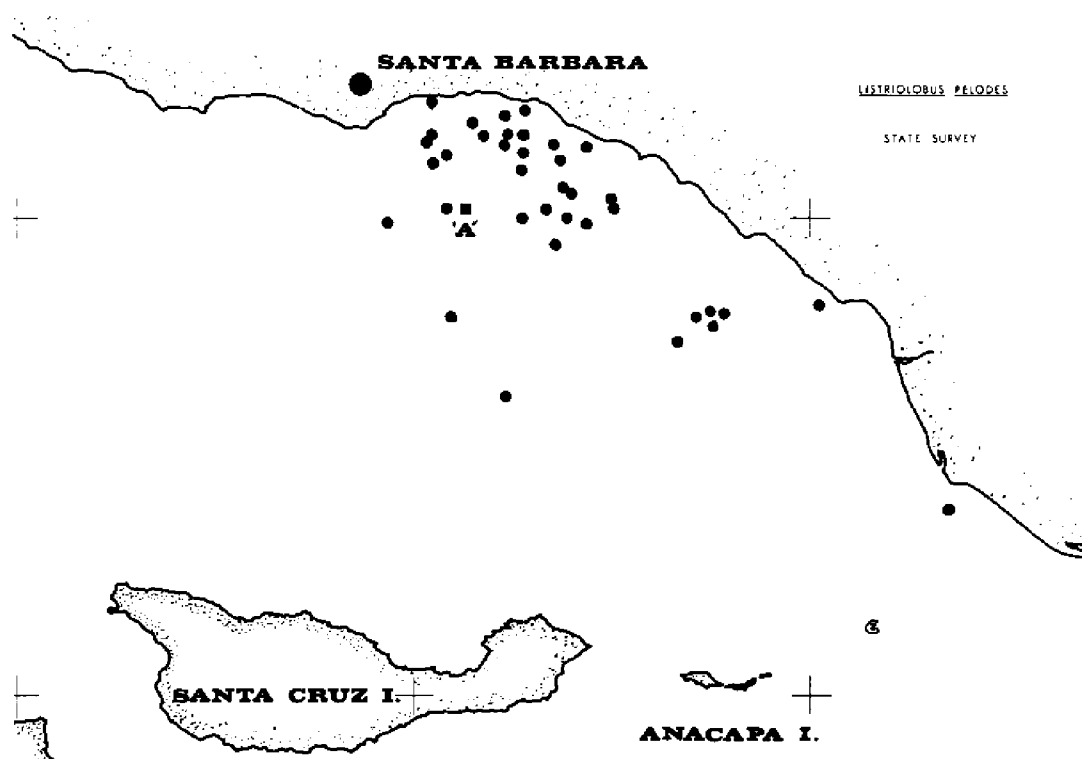 SANTA BARBARA
LISTRIOLOBUS PELODES
STATE SURVEY
'A'
SANTA CRUZ I.
ANACAPA I.